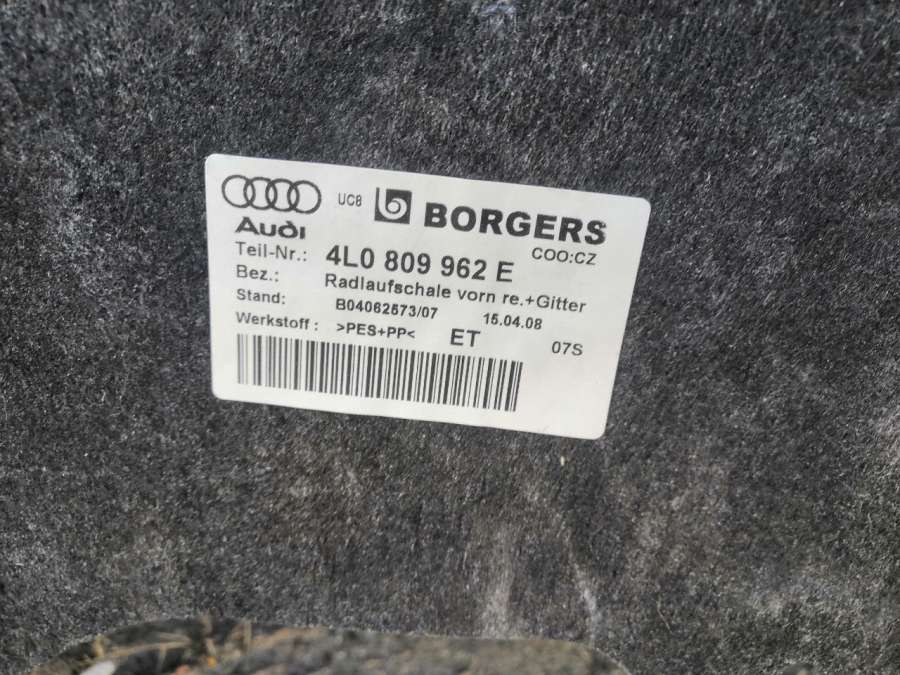 UC8 BORGERS
Audi
COO:CZ
Teil-Nr.: 4L0 809 962 E
Bez.: Radlaufschale vorn re.+Gitter
Stand: B04062573/07 15.04.08
Werkstoff: >PES+PP< ET 07S